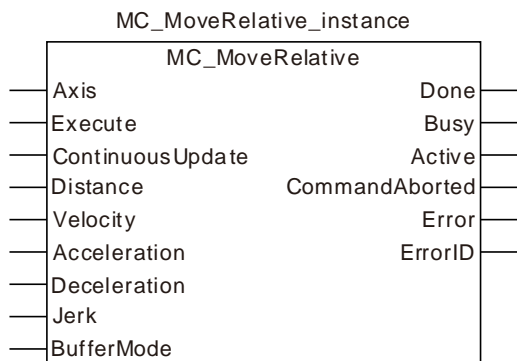 MC_MoveRelative_instance
MC_MoveRelative
Axis Done
Execute Busy
ContinuousUpdate Active
Distance CommandAborted
Velocity Error
Acceleration ErrorID
Deceleration
Jerk
BufferMode